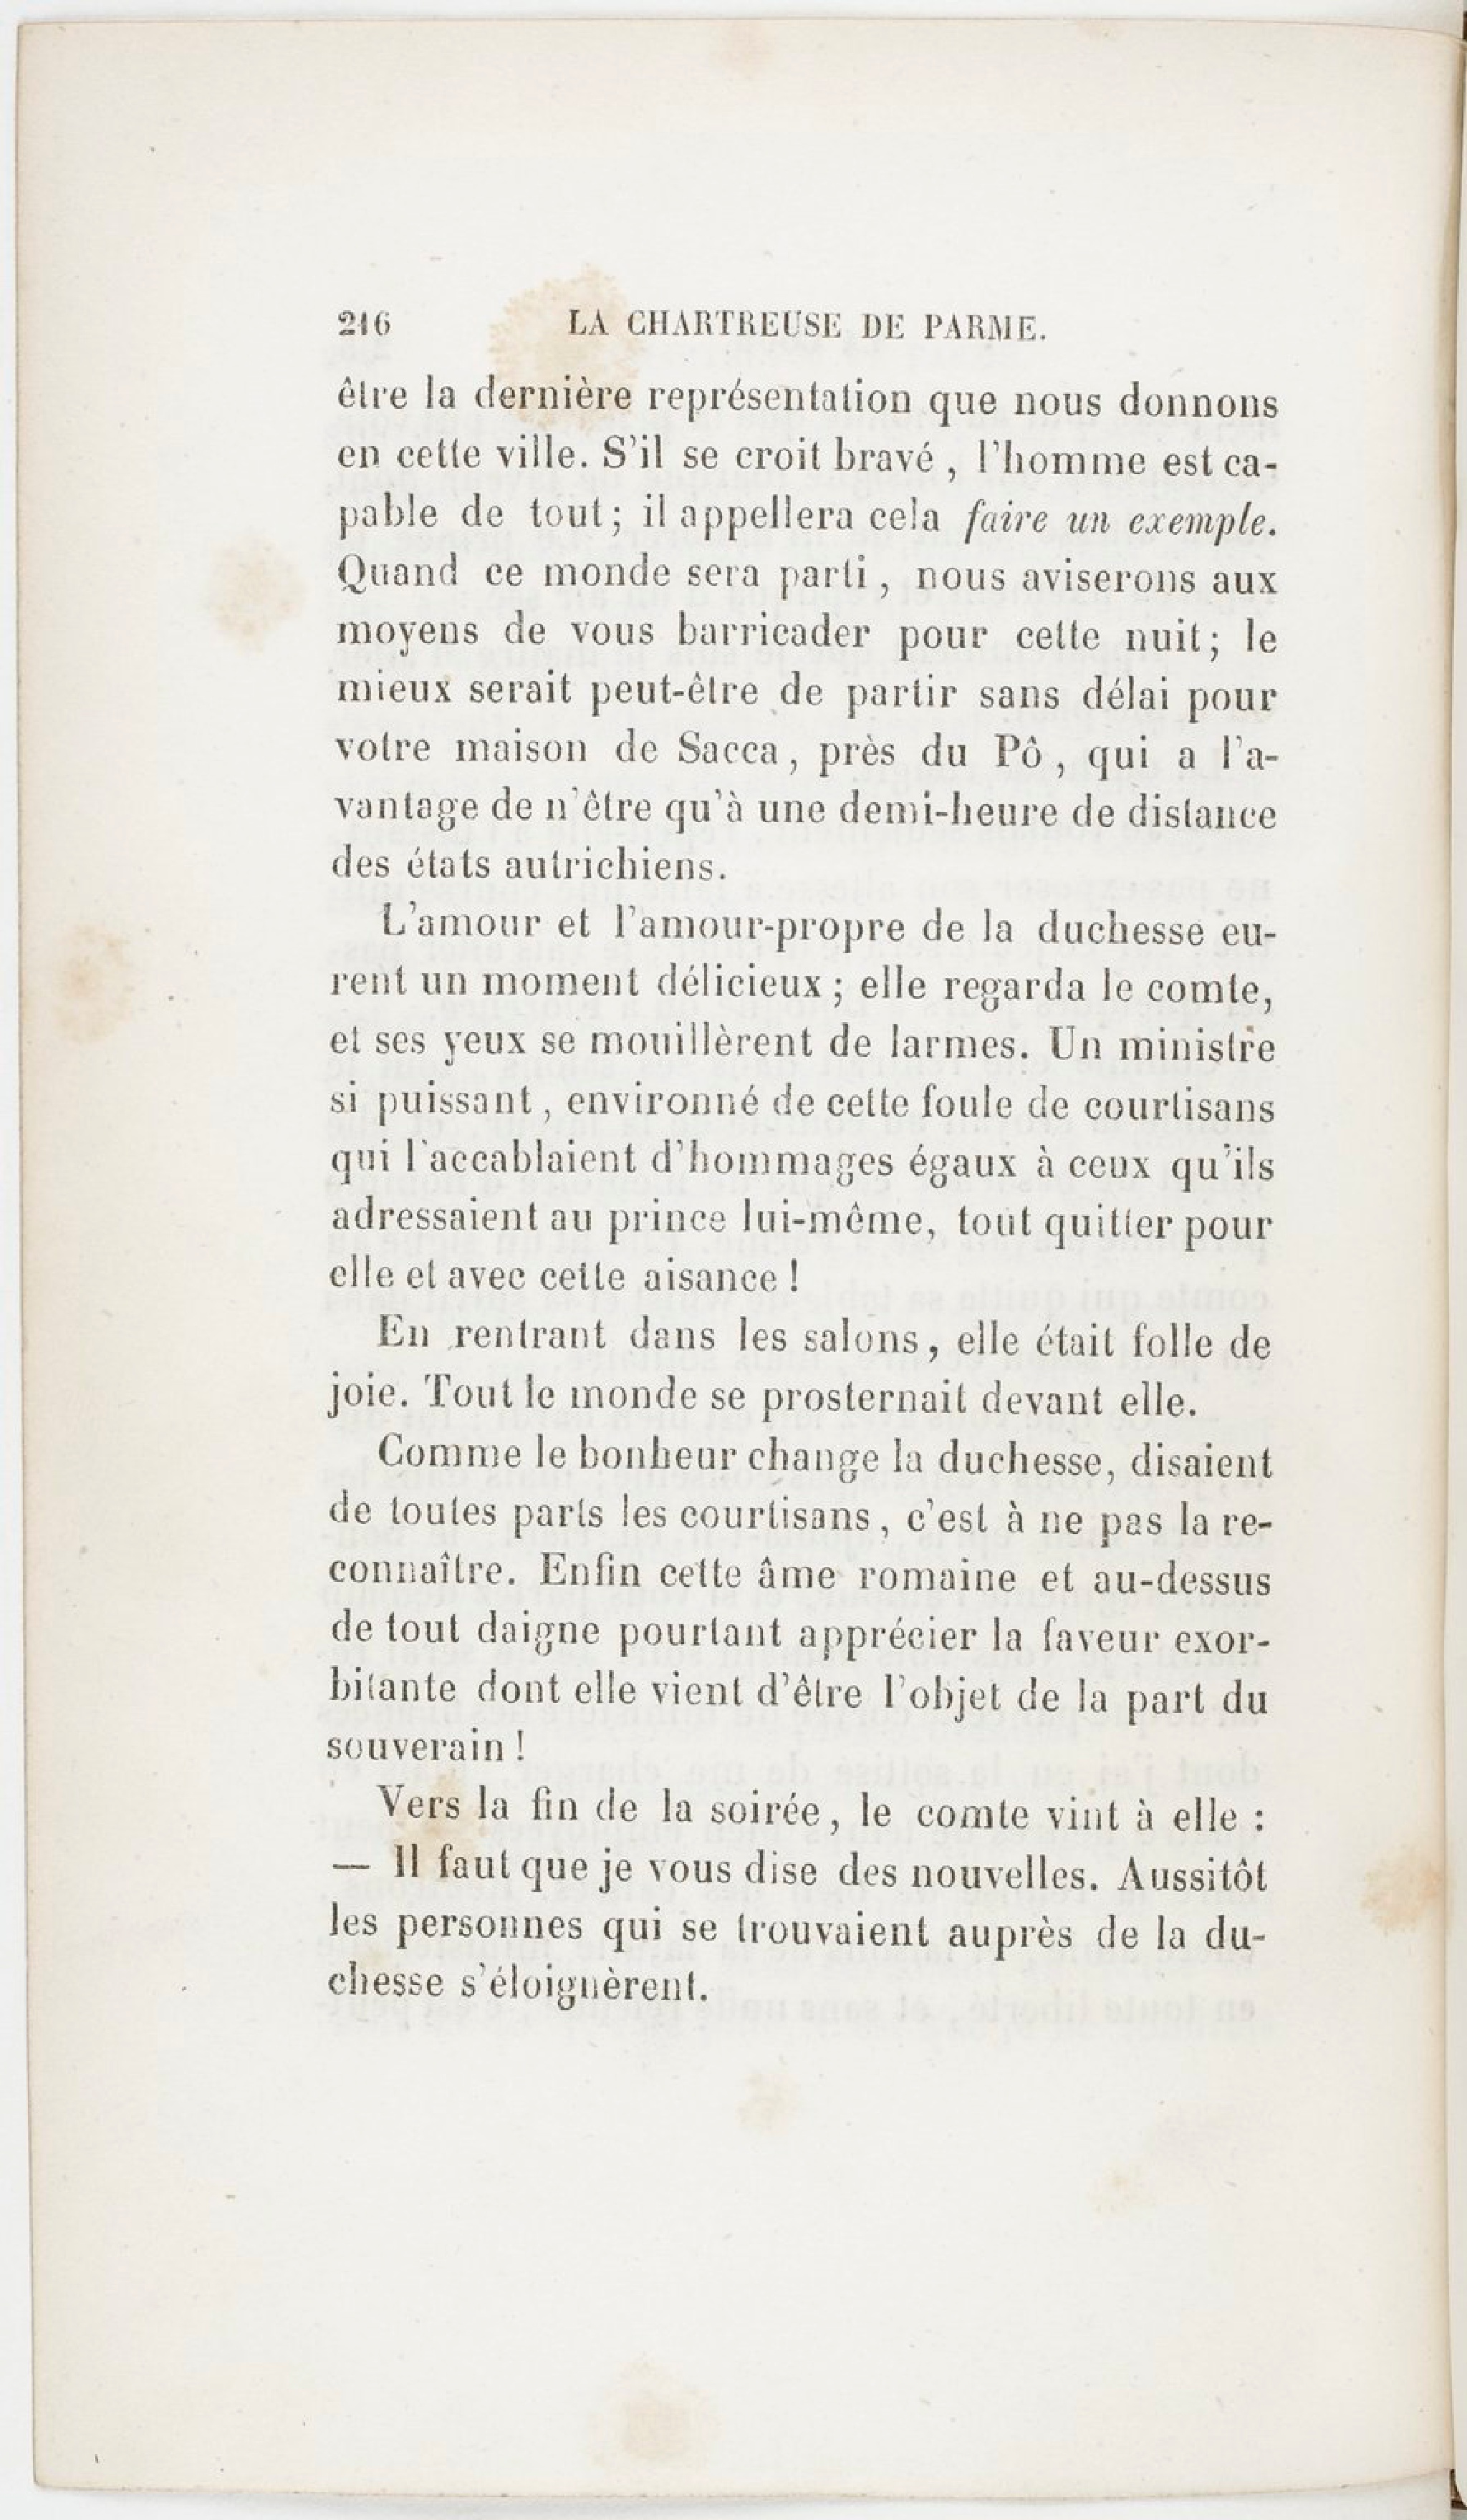 216 LA CHARTREUSE DE PARME.
être la dernière représentation que nous donnons
en cette ville. S'il se croit bravé, l'homme est ca-
pable de tout; il appellera cela faire un exemple.
Quand ce monde sera parti, nous aviserons aux
moyens de vous barricader pour cette nuit; le
mieux serait peut-être de partir sans délai pour
votre maison de Sacca, près du Pô, qui a l'a-
vantage de n'être qu'à une demi-heure de distance
des états autrichiens.
L'amour et l'amour-propre de la duchesse eu-
rent un moment délicieux; elle regarda le comte,
et ses yeux se mouillèrent de larmes. Un ministre
si puissant, environné de cette foule de courtisans
qui l'accablaient d'hommages égaux à ceux qu'ils
adressaient au prince lui-même, tout quitter pour
elle et avec cette aisance !
En rentrant dans les salons, elle était folle de
joie. Tout le monde se prosternait devant elle.
Comme le bonheur change la duchesse, disaient
de toutes parts les courtisans, c'est à ne pas la re-
connaître. Enfin cette âme romaine et au-dessus
de tout daigne pourtant apprécier la faveur exor-
bitante dont elle vient d'être l'objet de la part du
souverain !
Vers la fin de la soirée, le comte vint à elle :
— Il faut que je vous dise des nouvelles. Aussitôt
les personnes qui se trouvaient auprès de la du-
chesse s'éloignèrent.